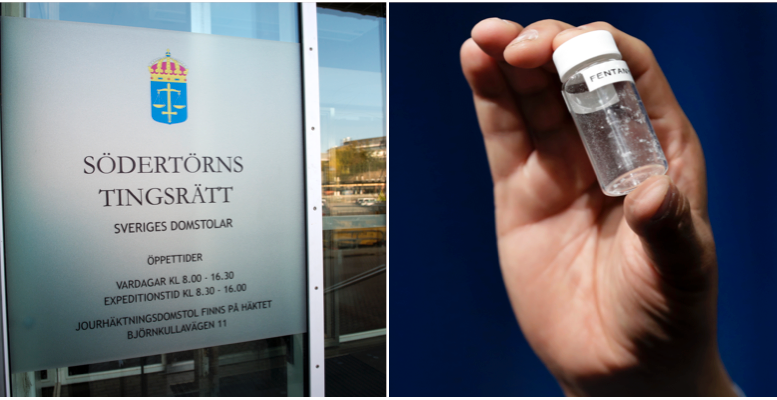 SÖDERTÖRNS
TINGSRÄTT
SVERIGES DOMSTOLAR
ÖPPETTIDER
VARDAGAR KL 8.00 - 16.30
EXPEDITIONSTID KL 8.30 - 16.00
JOURHÄKTNINGSDOMSTOL FINNS PÅ HÄKTET
BJÖRNKULLAVÄGEN 11
FENTAN